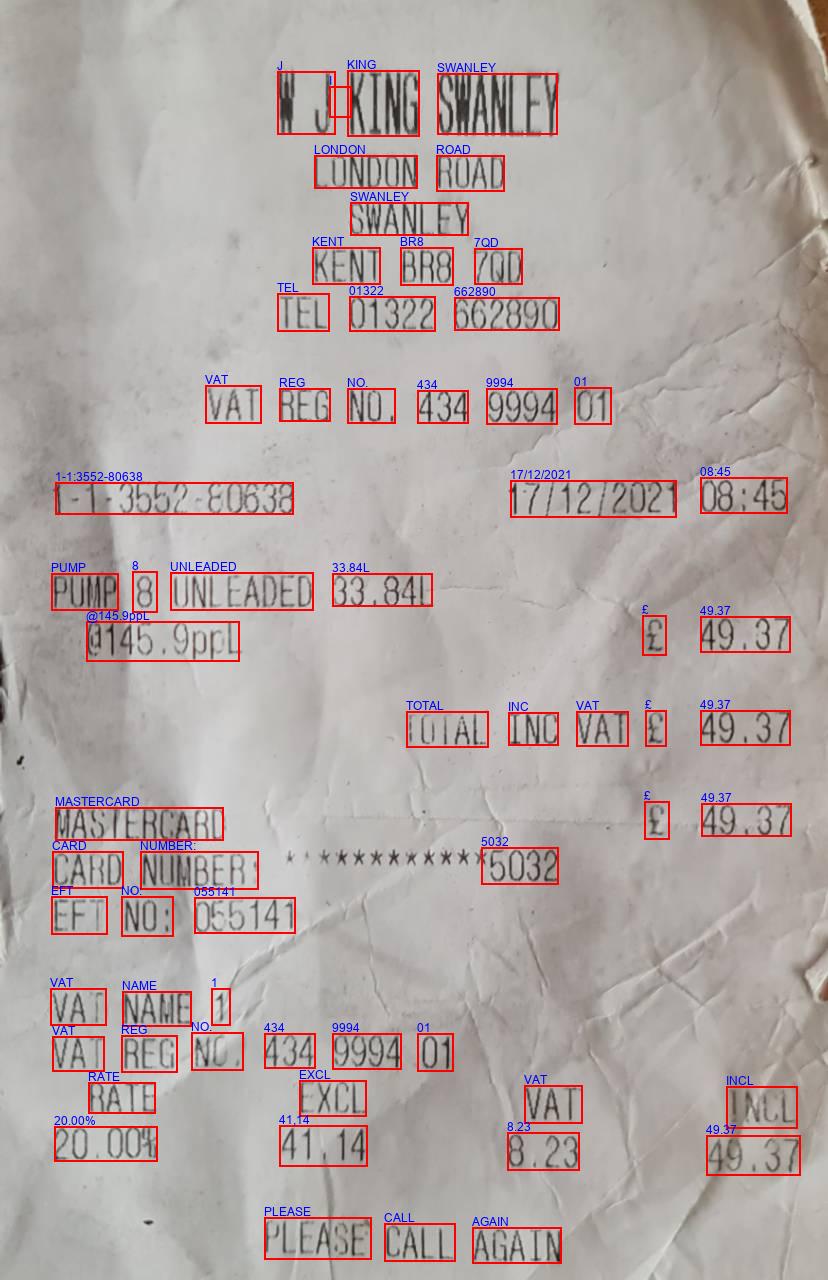 W J KING SWANLEY
LONDON ROAD
SWANLEY
KENT BR8 7QD
TEL 01322 662890
VAT REG NO. 434 9994 01
1-1-3552-80638 17/12/2021 08:45
PUMP 8 UNLEADED 33.84L
@145.9ppL £ 49.37
TOTAL INC VAT £ 49.37
MASTERCARD £ 49.37
CARD NUMBER: ************5032
EFT NO: 055141
VAT NAME 1
VAT REG NO. 434 9994 01
RATE EXCL VAT INCL
20.00% 41.14 8.23 49.37
PLEASE CALL AGAIN